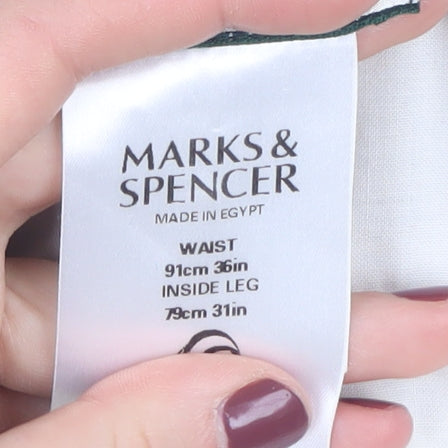 MARKS &
SPENCER
MADE IN EGYPT
WAIST
91cm 36in
INSIDE LEG
79cm 31in